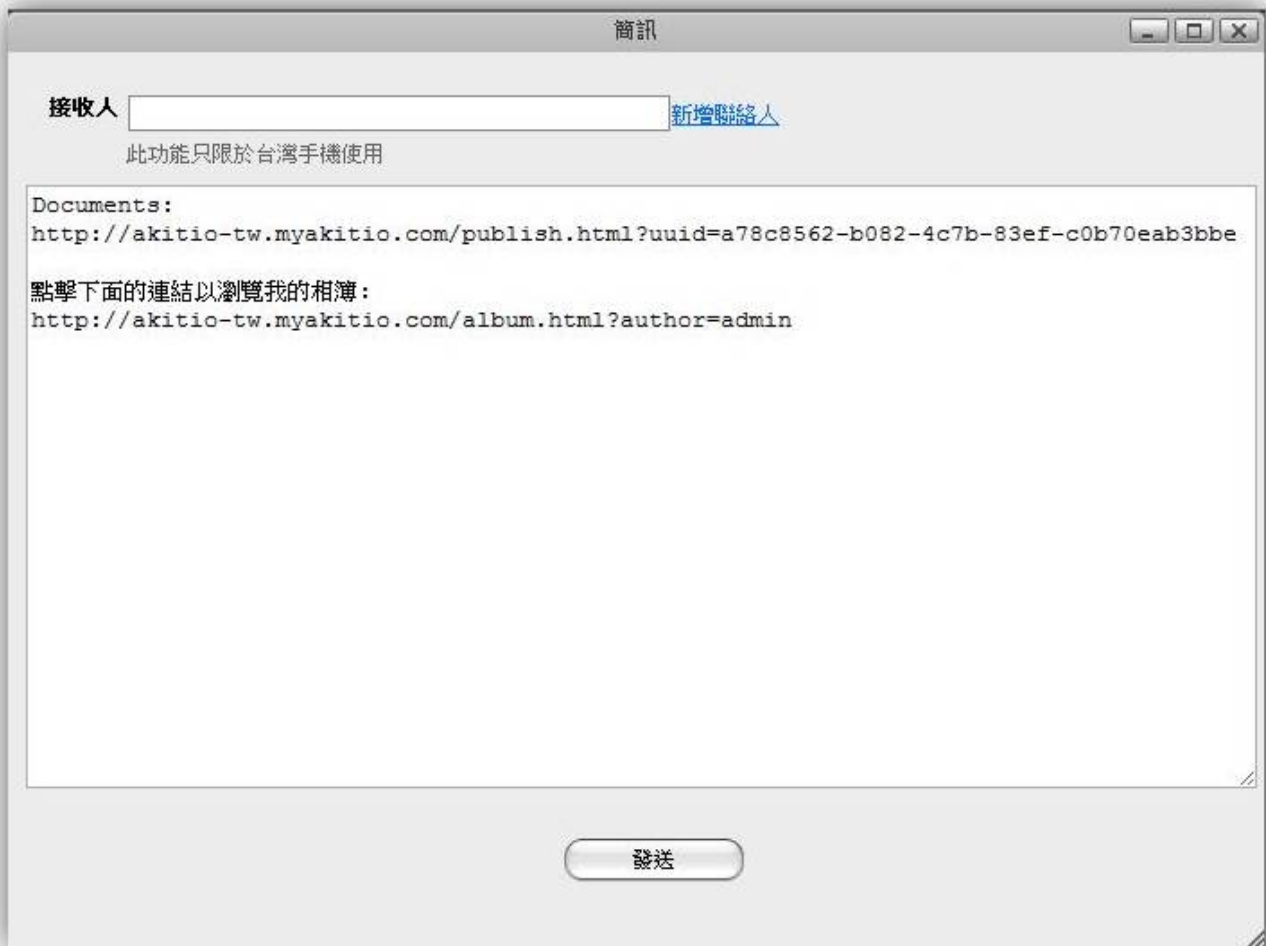 簡訊
接收人 新增聯絡人
此功能只限於台灣手機使用
Documents:
http://akitio-tw.myakitio.com/publish.html?uuid=a78c8562-b082-4c7b-83ef-c0b70eab3bbe
點擊下面的連結以瀏覽我的相簿:
http://akitio-tw.myakitio.com/album.html?author=admin
發送